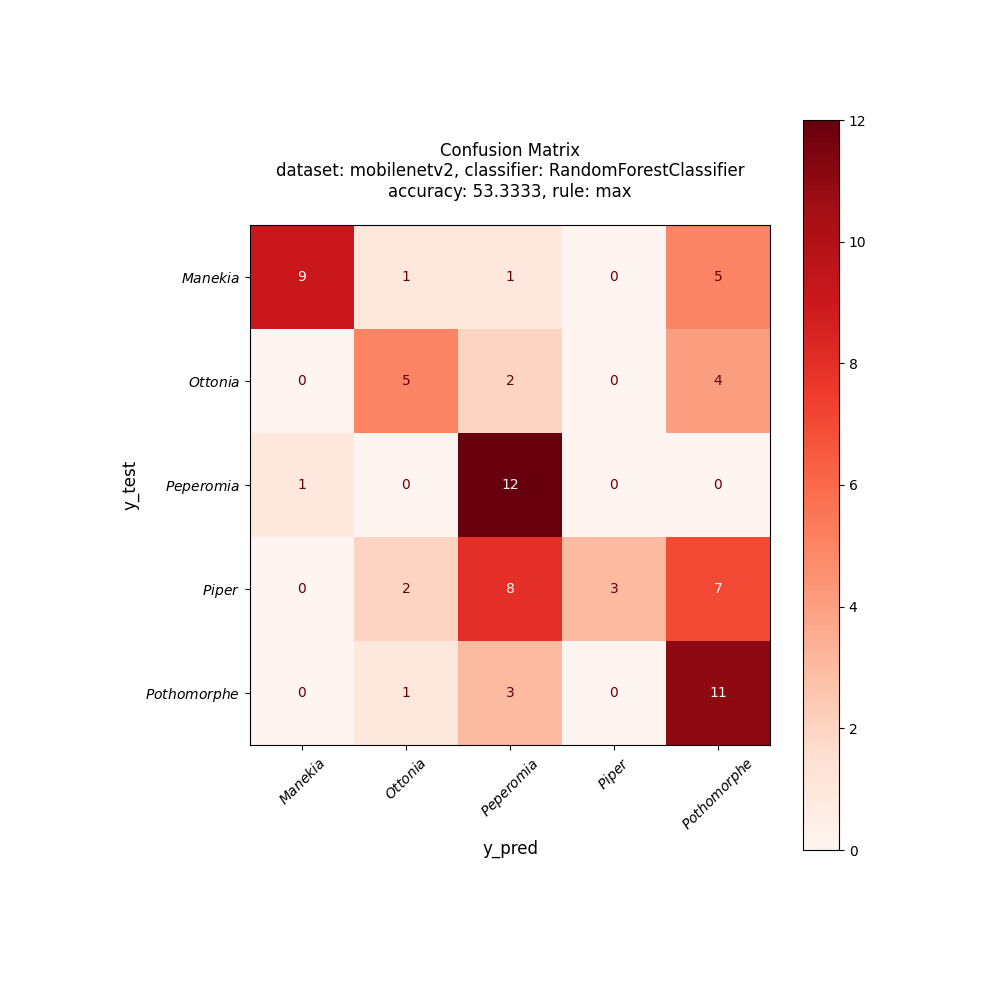 Confusion Matrix
dataset: mobilenetv2, classifier: RandomForestClassifier
accuracy: 53.3333, rule: max
y_test
Manekia 9 1 1 0 5
Ottonia 0 5 2 0 4
Peperomia 1 0 12 0 0
Piper 0 2 8 3 7
Pothomorphe 0 1 3 0 11
Manekia Ottonia Peperomia Piper Pothomorphe
y_pred
12
10
8
6
4
2
0